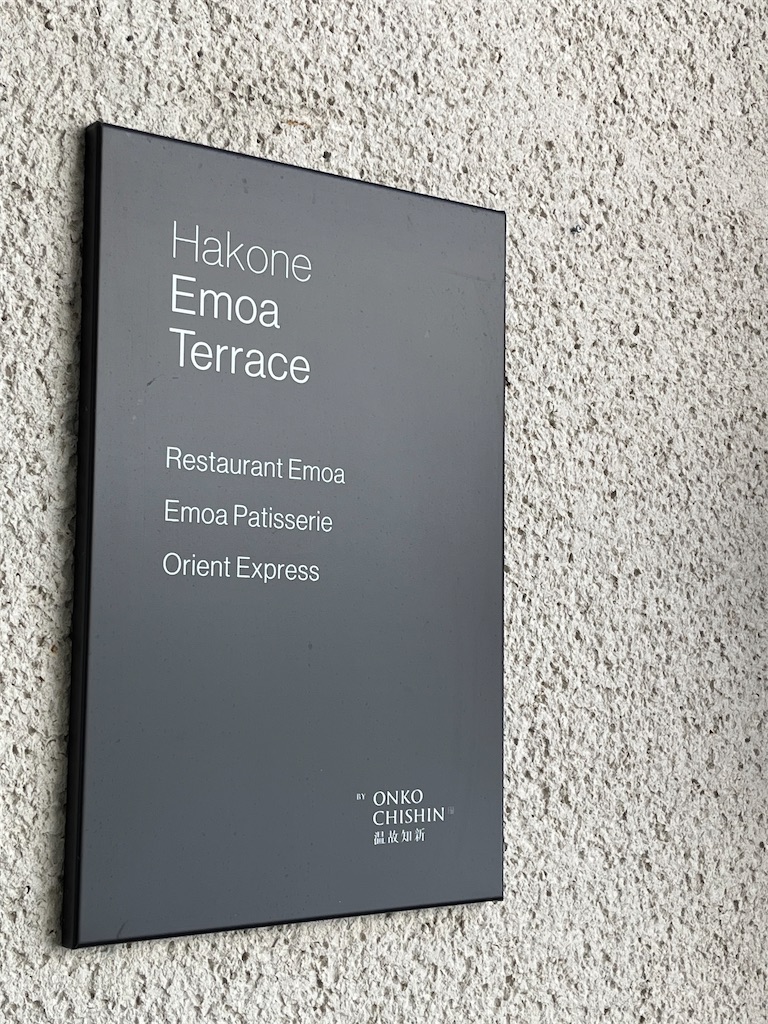 Hakone
Emoa
Terrace
Restaurant Emoa
Emoa Patisserie
Orient Express
BY ONKO
CHISHIN
温故知新